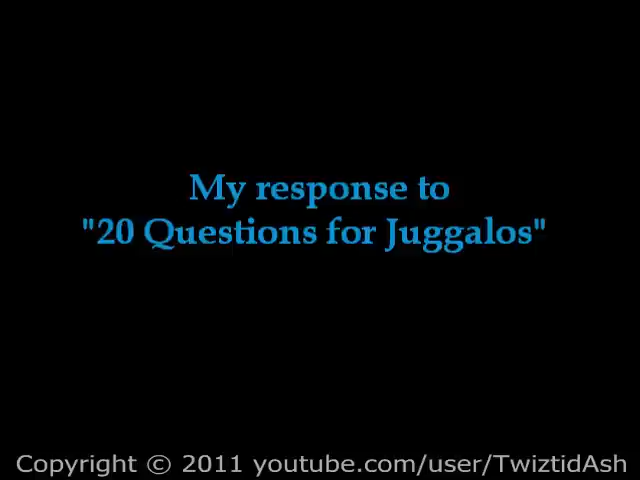 My response to
"20 Questions for Juggalos"
Copyright © 2011 youtube.com/user/TwiztidAsh